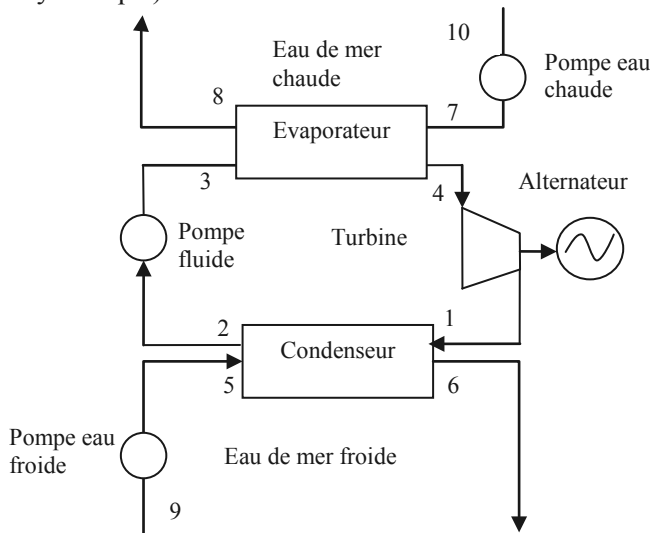 10
Eau de mer
chaude
Pompe eau
chaude
8
7
Evaporateur
3
4
Alternateur
Pompe
fluide
Turbine
2
1
Condenseur
5
6
Pompe eau
froide
Eau de mer froide
9